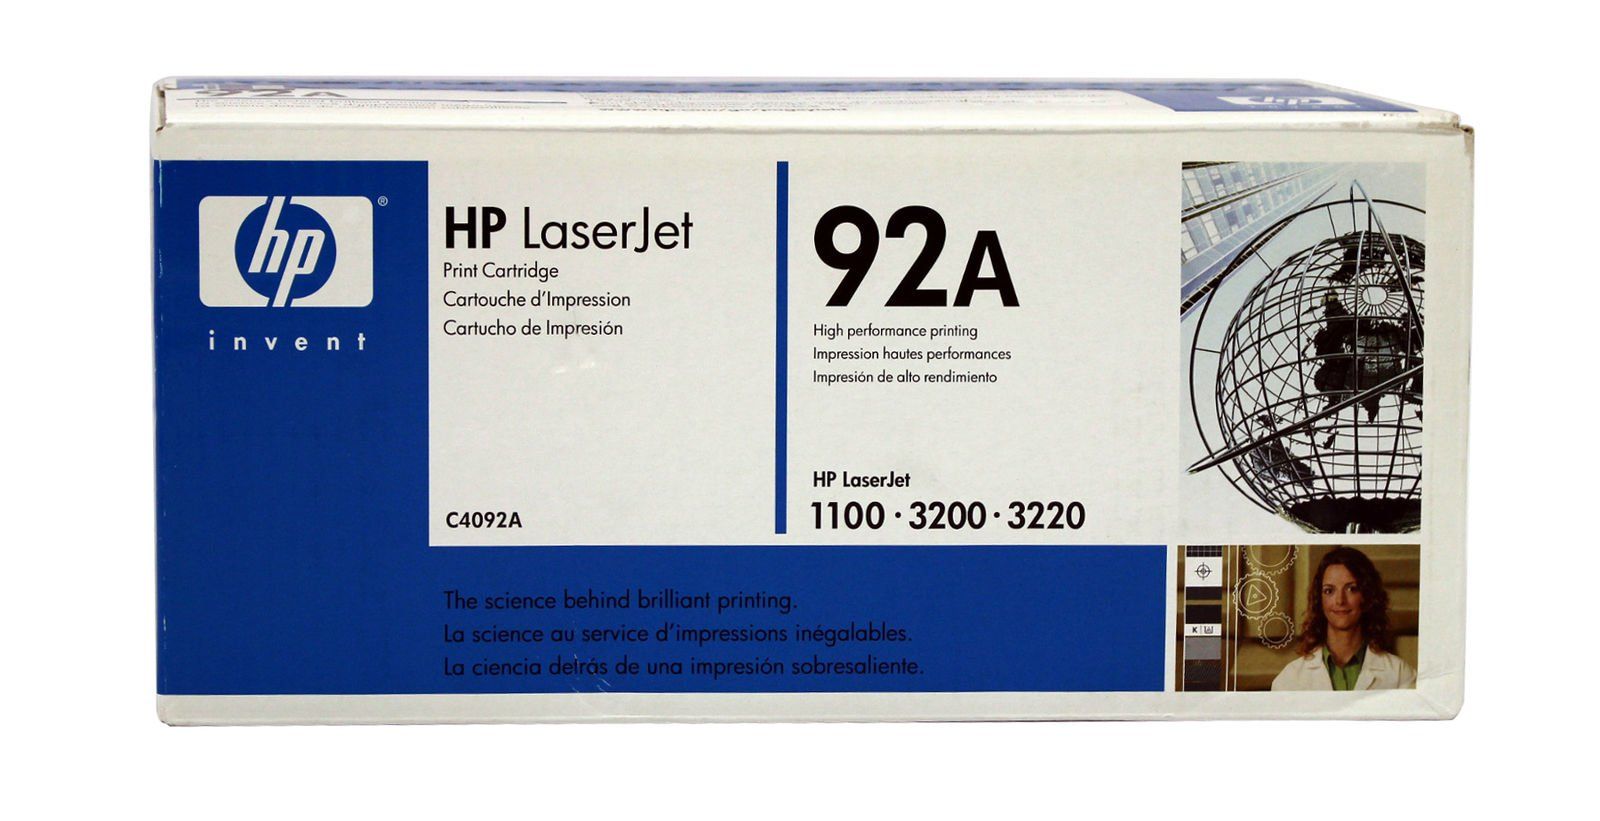 92A
hp
hp ®
invent
HP LaserJet
Print Cartridge
Cartouche d'Impression
Cartucho de Impresión
C4092A
92A
High performance printing
Impression hautes performances
Impresión de alto rendimiento
HP LaserJet
1100 · 3200 · 3220
The science behind brilliant printing.
La science au service d'impressions inégalables.
La ciencia detrás de una impresión sobresaliente.
K